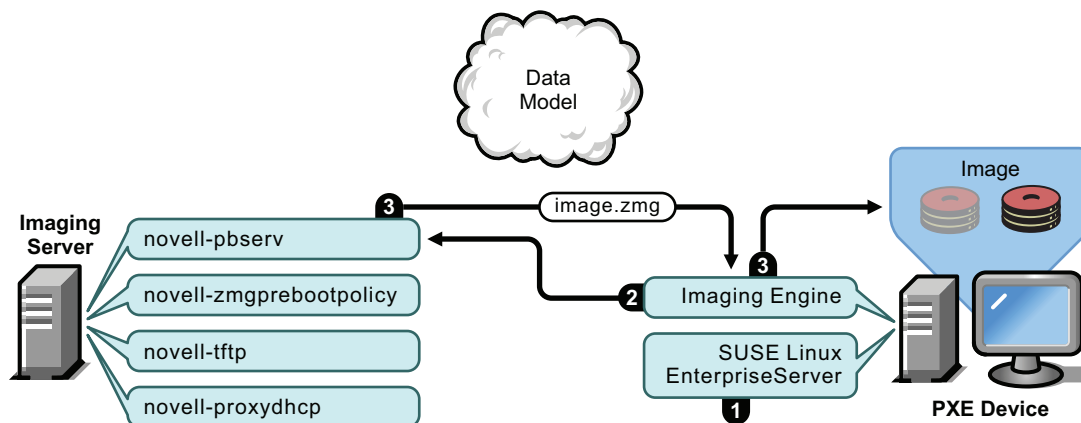 Data
Model
Image
3
image.zmg
Imaging
Server
novell-pbserv
3
2
Imaging Engine
novell-zmgprebootpolicy
novell-tftp
SUSE Linux
EnterpriseServer
novell-proxydhcp
1
PXE Device